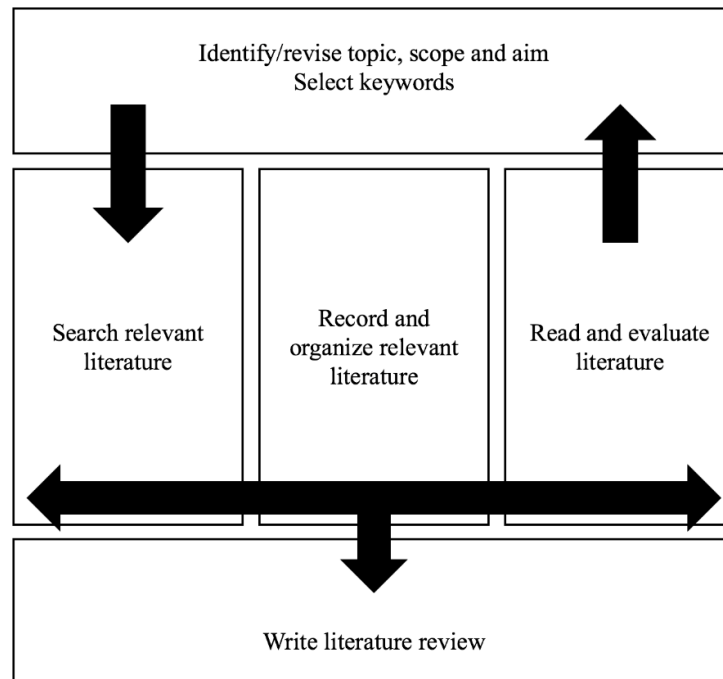 Identify/revise topic, scope and aim
Select keywords
Search relevant
literature
Record and
organize relevant
literature
Read and evaluate
literature
Write literature review